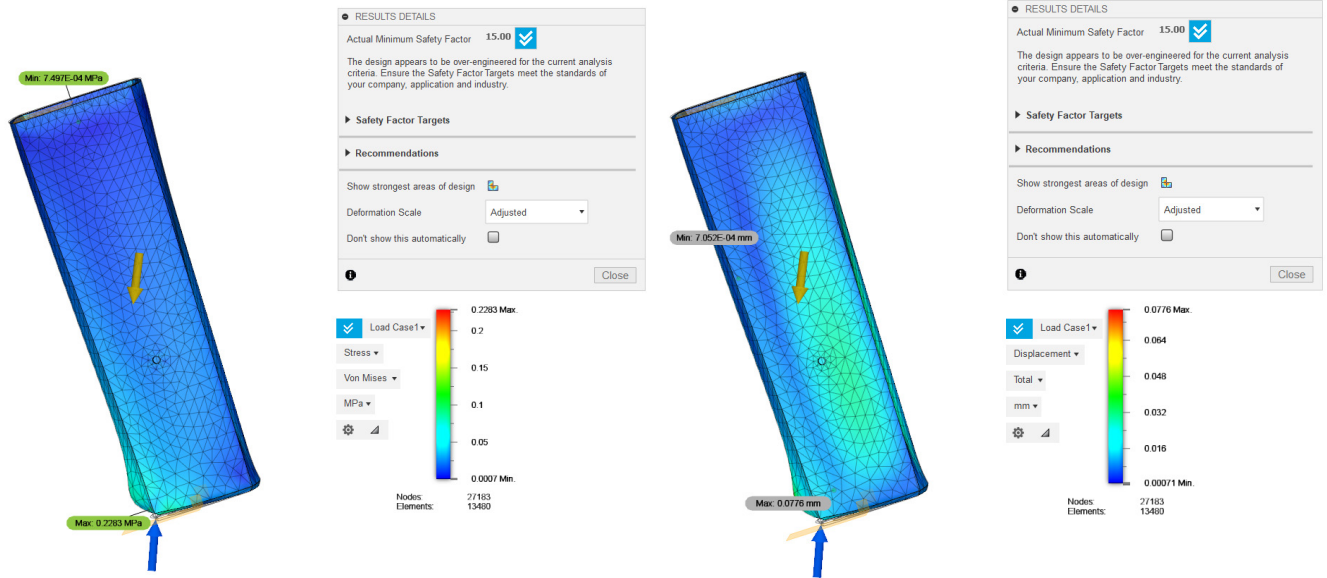 RESULTS DETAILS
Actual Minimum Safety Factor 15.00
The design appears to be over-engineered for the current analysis
criteria. Ensure the Safety Factor Targets meet the standards of
your company, application and industry.
Safety Factor Targets
Recommendations
Show strongest areas of design
Deformation Scale Adjusted
Don't show this automatically
Close
Min: 7.497E-04 MPa
Max: 0.2283 MPa
Load Case1
Stress
Von Mises
MPa
0.2283 Max.
0.2
0.15
0.1
0.05
0.0007 Min.
Nodes: 27183
Elements: 13480
RESULTS DETAILS
Actual Minimum Safety Factor 15.00
The design appears to be over-engineered for the current analysis
criteria. Ensure the Safety Factor Targets meet the standards of
your company, application and industry.
Safety Factor Targets
Recommendations
Show strongest areas of design
Deformation Scale Adjusted
Don't show this automatically
Close
Min: 7.052E-04 mm
Max: 0.0776 mm
Load Case1
Displacement
Total
mm
0.0776 Max.
0.064
0.048
0.032
0.016
0.00071 Min.
Nodes: 27183
Elements: 13480